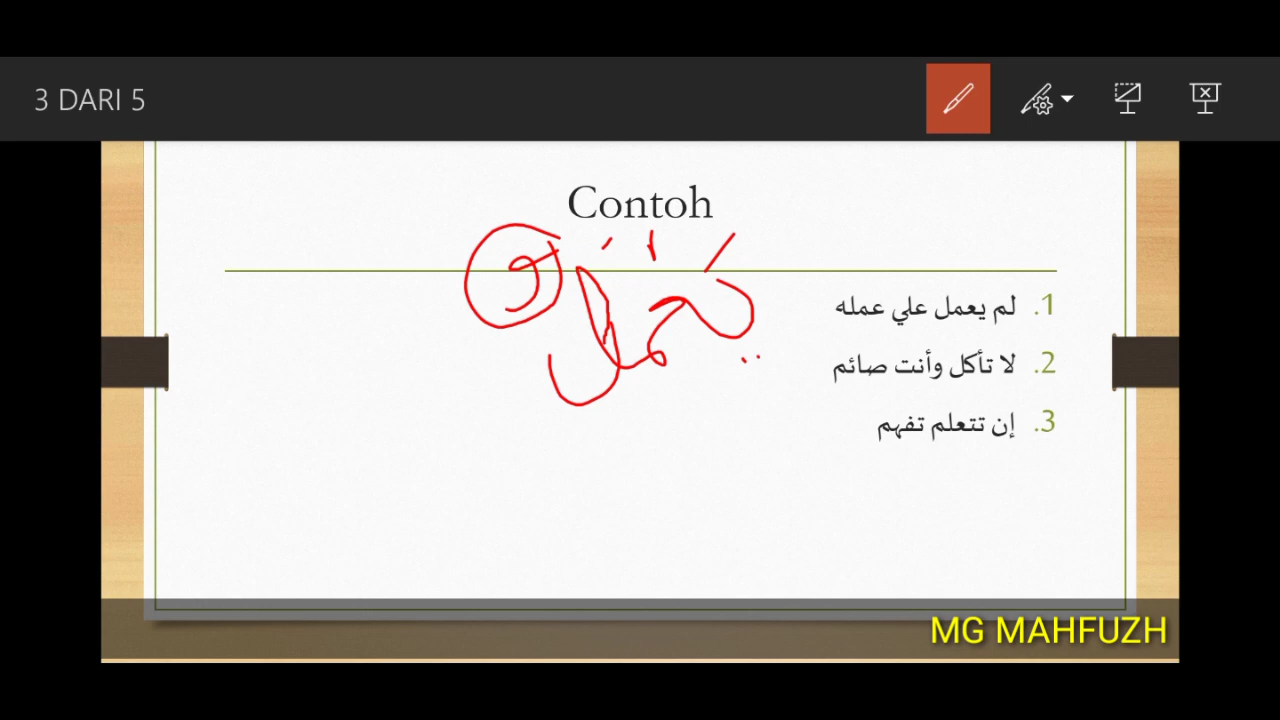 3 DARI 5
Contoh
يعمل
1. لم يعمل علي عمله
2. لا تأكل وأنت صائم
3. إن تتعلم تفهم
MG MAHFUZH